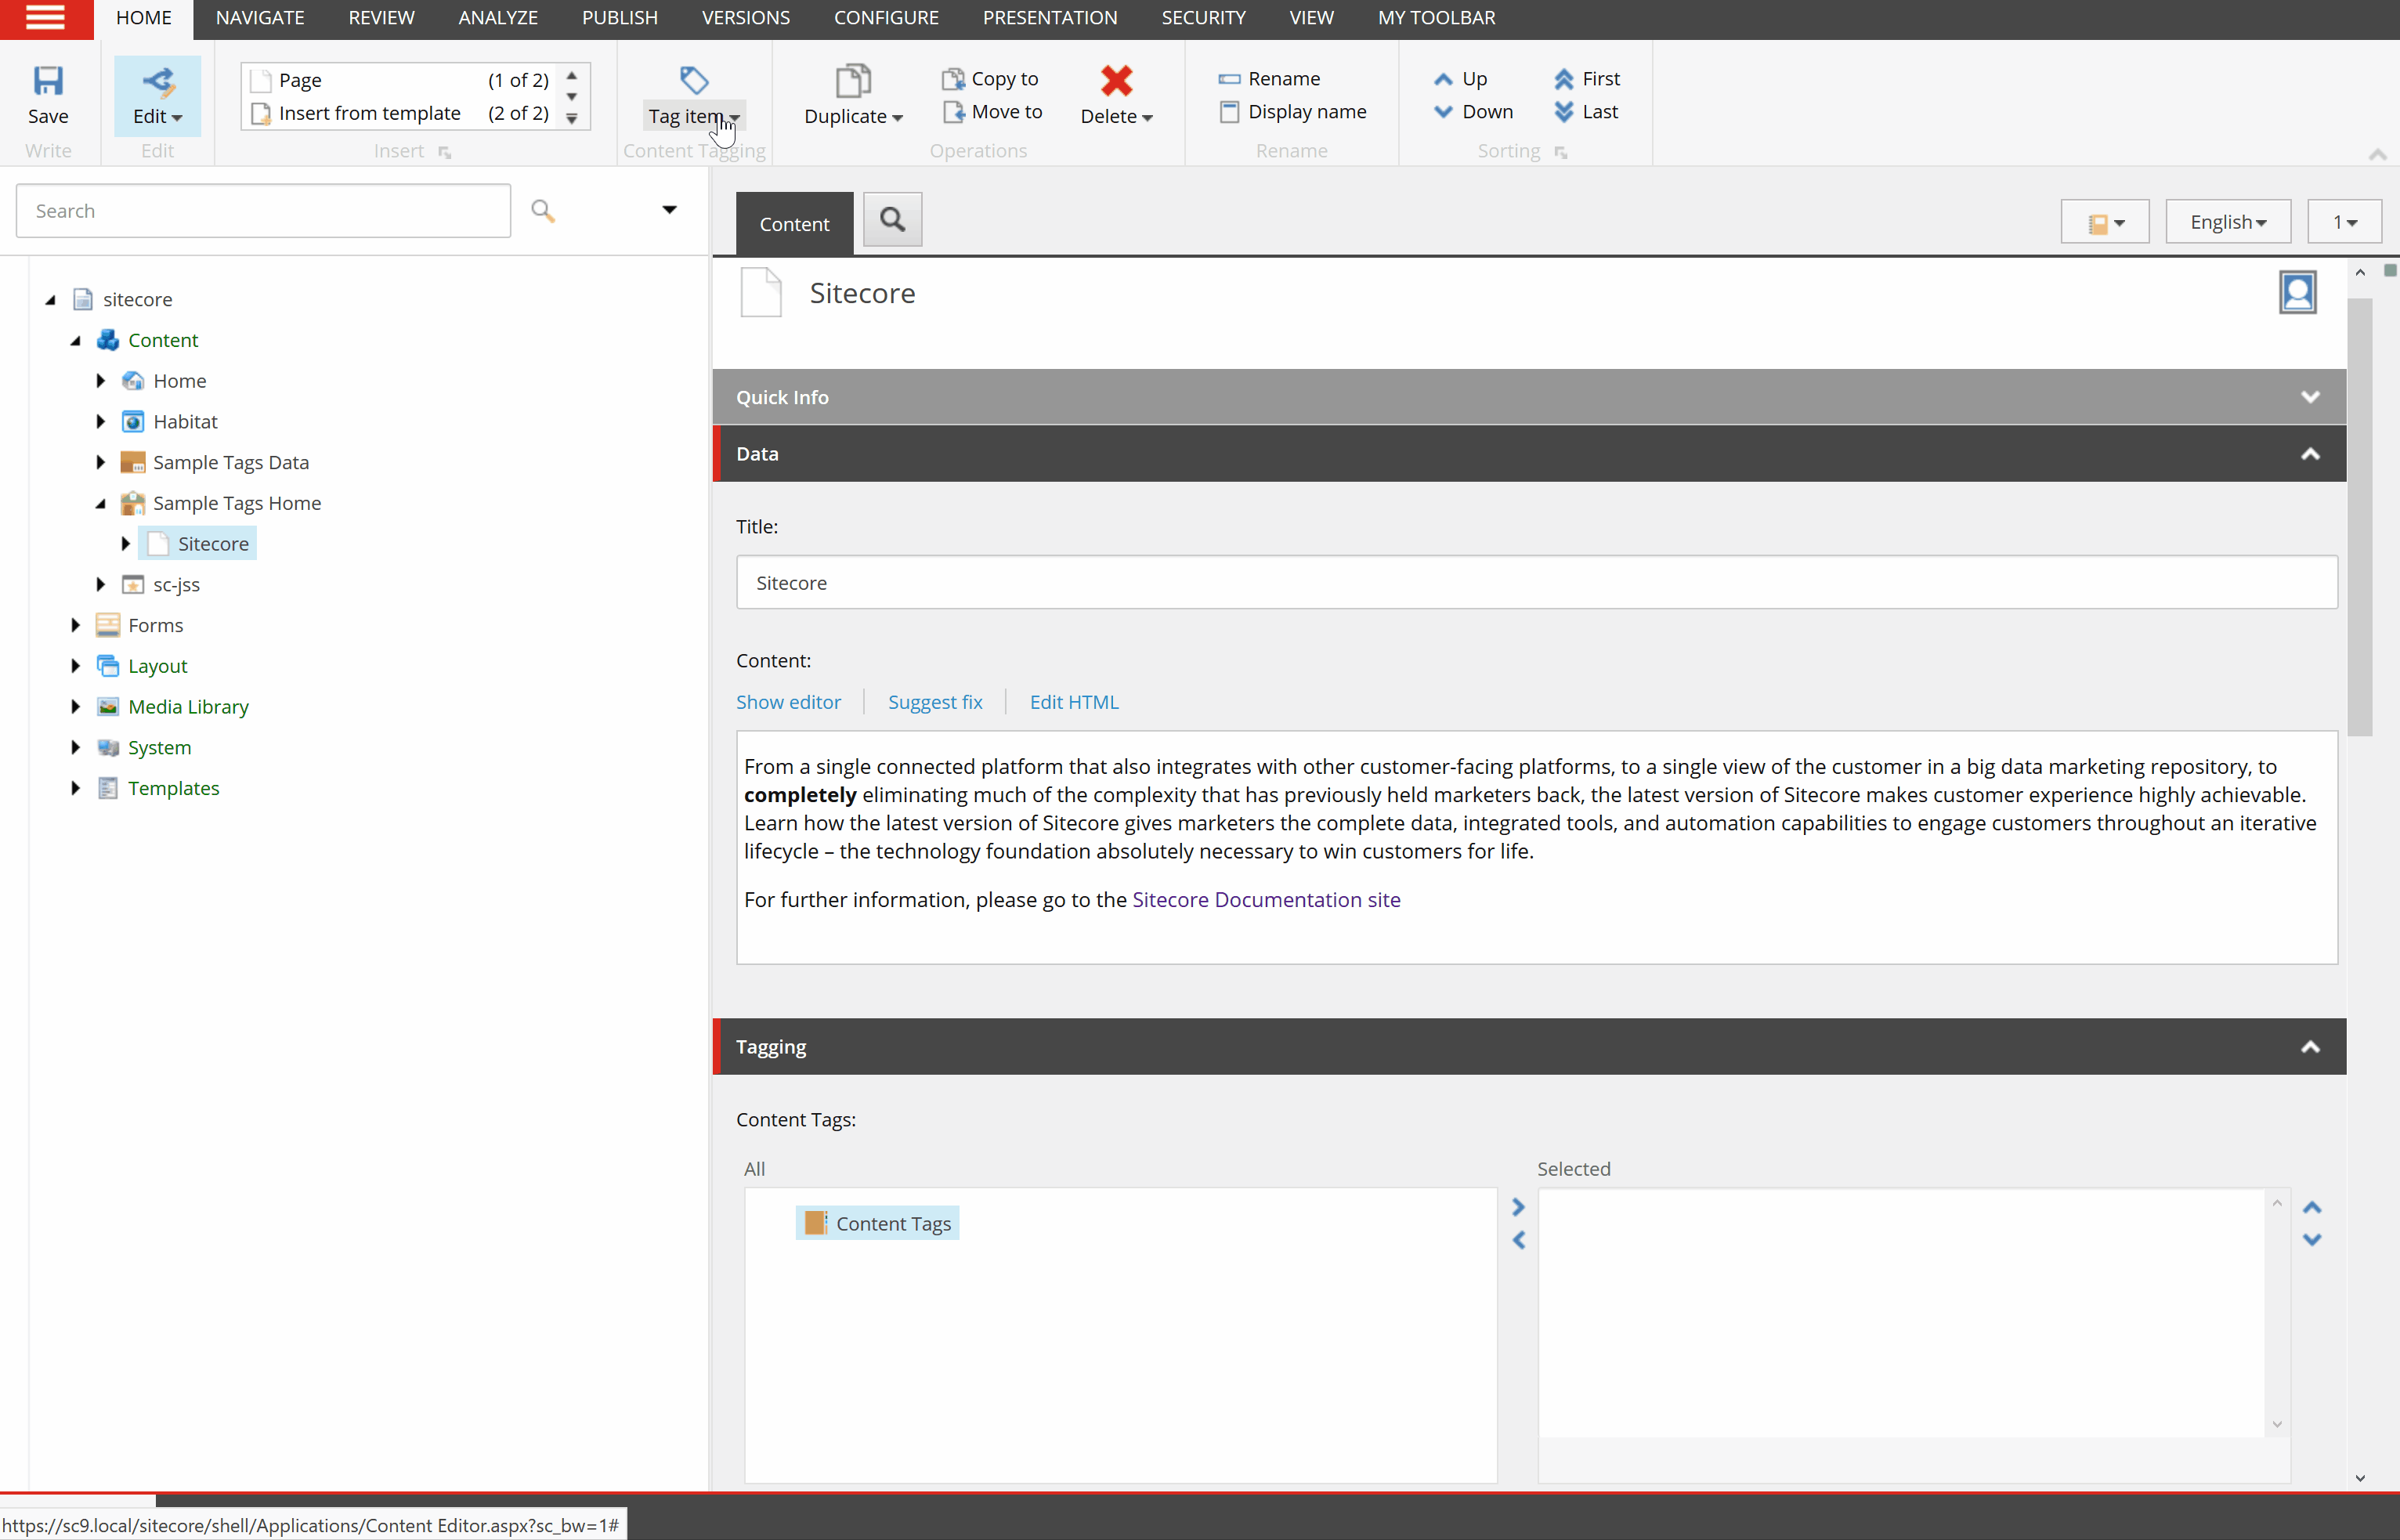 HOME NAVIGATE REVIEW ANALYZE PUBLISH VERSIONS CONFIGURE PRESENTATION SECURITY VIEW MY TOOLBAR
Save
Write
Edit
Edit
Page (1 of 2)
Insert from template (2 of 2)
Insert
Tag item
Content Tagging
Duplicate
Copy to
Move to
Delete
Operations
Rename
Display name
Rename
Up
Down
First
Last
Sorting
Search
sitecore
Content
Home
Habitat
Sample Tags Data
Sample Tags Home
Sitecore
sc-jss
Forms
Layout
Media Library
System
Templates
Content
English
1
Sitecore
Quick Info
Data
Title:
Sitecore
Content:
Show editor
Suggest fix
Edit HTML
From a single connected platform that also integrates with other customer-facing platforms, to a single view of the customer in a big data marketing repository, to
completely eliminating much of the complexity that has previously held marketers back, the latest version of Sitecore makes customer experience highly achievable.
Learn how the latest version of Sitecore gives marketers the complete data, integrated tools, and automation capabilities to engage customers throughout an iterative
lifecycle – the technology foundation absolutely necessary to win customers for life.
For further information, please go to the Sitecore Documentation site
Tagging
Content Tags:
All
Content Tags
Selected
https://sc9.local/sitecore/shell/Applications/Content Editor.aspx?sc_bw=1#